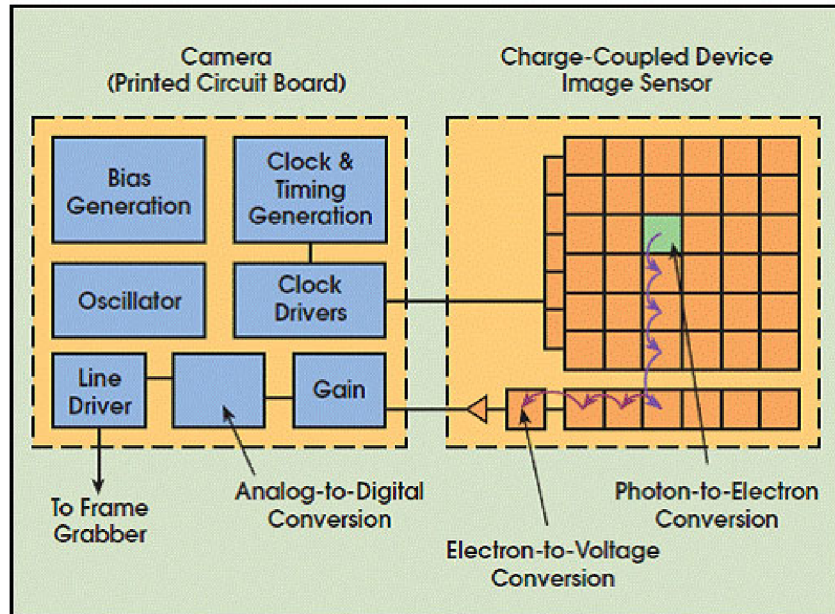 Camera
(Printed Circuit Board)
Charge-Coupled Device
Image Sensor
Bias
Generation
Clock &
Timing
Generation
Oscillator
Clock
Drivers
Line
Driver
Gain
To Frame
Grabber
Analog-to-Digital
Conversion
Electron-to-Voltage
Conversion
Photon-to-Electron
Conversion